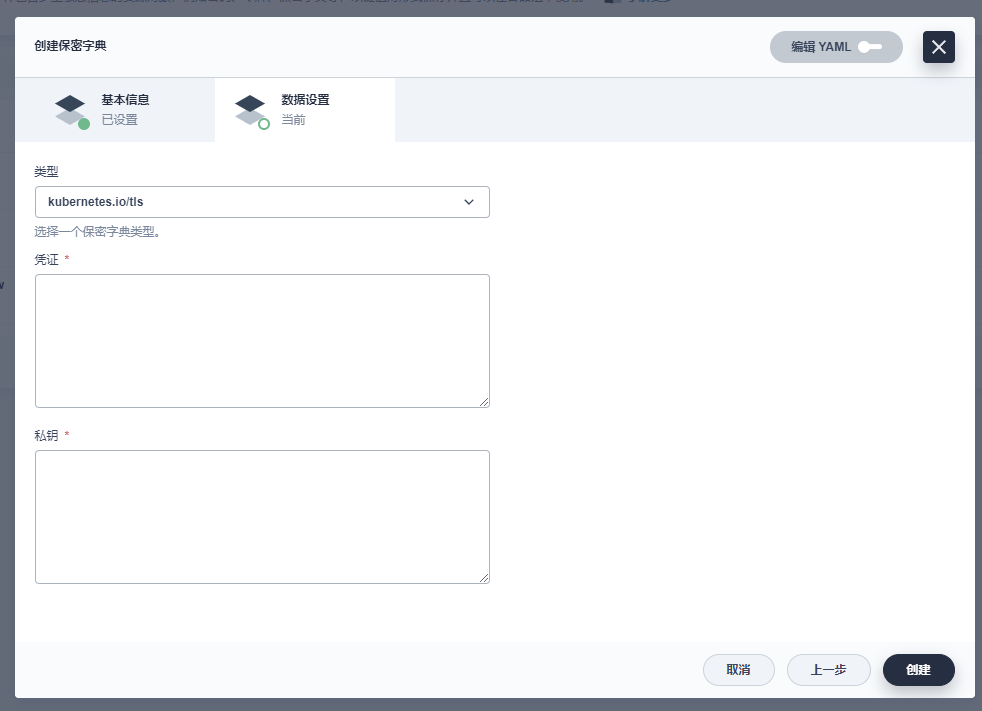 创建保密字典
编辑 YAML
基本信息
已设置
数据设置
当前
类型
kubernetes.io/tls
选择一个保密字典类型。
凭证 *
私钥 *
取消
上一步
创建